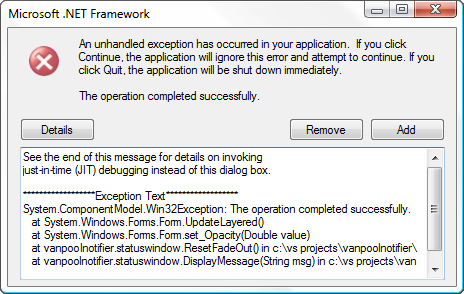 Microsoft .NET Framework
An unhandled exception has occurred in your application.  If you click
Continue, the application will ignore this error and attempt to continue. If you
click Quit, the application will be shut down immediately.
The operation completed successfully.
Details
Remove
Add
See the end of this message for details on invoking
just-in-time (JIT) debugging instead of this dialog box.
******************Exception Text******************
System.ComponentModel.Win32Exception: The operation completed successfully.
at System.Windows.Forms.Form.UpdateLayered()
at System.Windows.Forms.Form.set_Opacity(Double value)
at vanpoolnotifier.statuswindow.ResetFadeOut() in c:\vs projects\vanpoolnotifier\
at vanpoolnotifier.statuswindow.DisplayMessage(String msg) in c:\vs projects\van